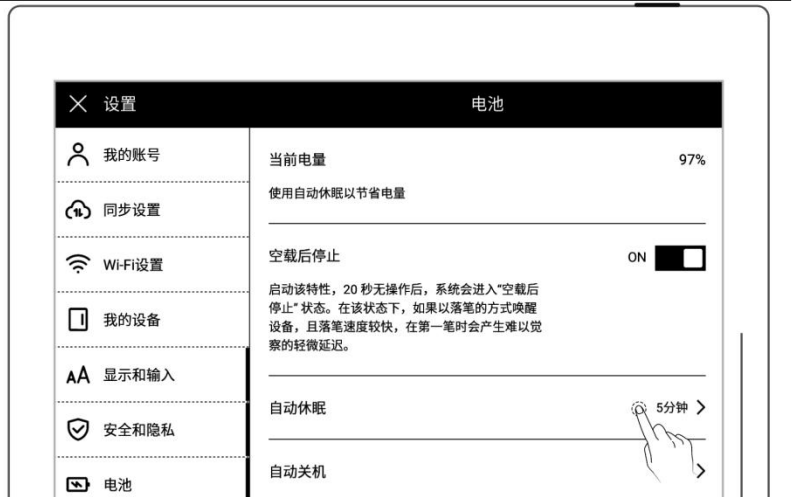 设置
电池
我的账号
同步设置
Wi-Fi设置
我的设备
显示和输入
安全和隐私
电池
当前电量 97%
使用自动休眠以节省电量
空载后停止 ON
启动该特性，20 秒无操作后，系统会进入“空载后
停止” 状态。在该状态下，如果以落笔的方式唤醒
设备，且落笔速度较快，在第一笔时会产生难以觉
察的轻微延迟。
自动休眠 5分钟
自动关机